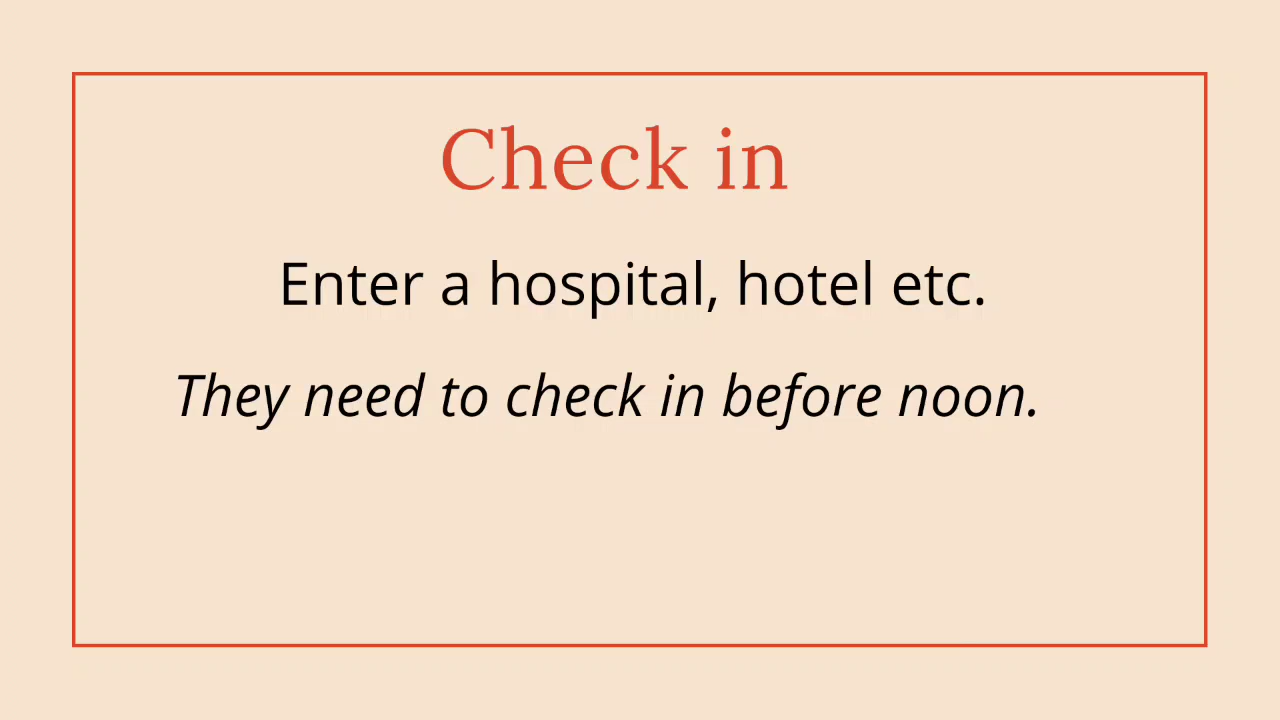 Check in
Enter a hospital, hotel etc.
They need to check in before noon.